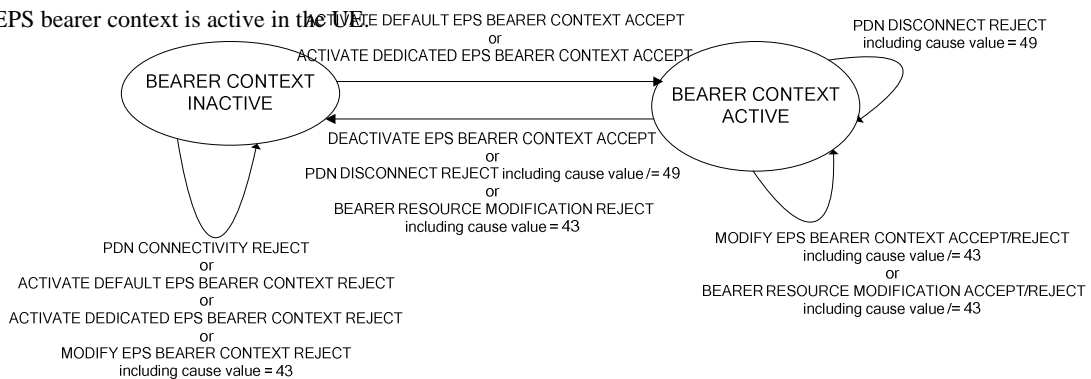 EPS bearer context is active in the UE.
ACTIVATE DEFAULT EPS BEARER CONTEXT ACCEPT
or
ACTIVATE DEDICATED EPS BEARER CONTEXT ACCEPT
PDN DISCONNECT REJECT
including cause value = 49
BEARER CONTEXT
INACTIVE
BEARER CONTEXT
ACTIVE
DEACTIVATE EPS BEARER CONTEXT ACCEPT
or
PDN DISCONNECT REJECT including cause value /= 49
or
BEARER RESOURCE MODIFICATION REJECT
including cause value = 43
PDN CONNECTIVITY REJECT
or
ACTIVATE DEFAULT EPS BEARER CONTEXT REJECT
or
ACTIVATE DEDICATED EPS BEARER CONTEXT REJECT
or
MODIFY EPS BEARER CONTEXT REJECT
including cause value = 43
MODIFY EPS BEARER CONTEXT ACCEPT/REJECT
including cause value /= 43
or
BEARER RESOURCE MODIFICATION ACCEPT/REJECT
including cause value /= 43